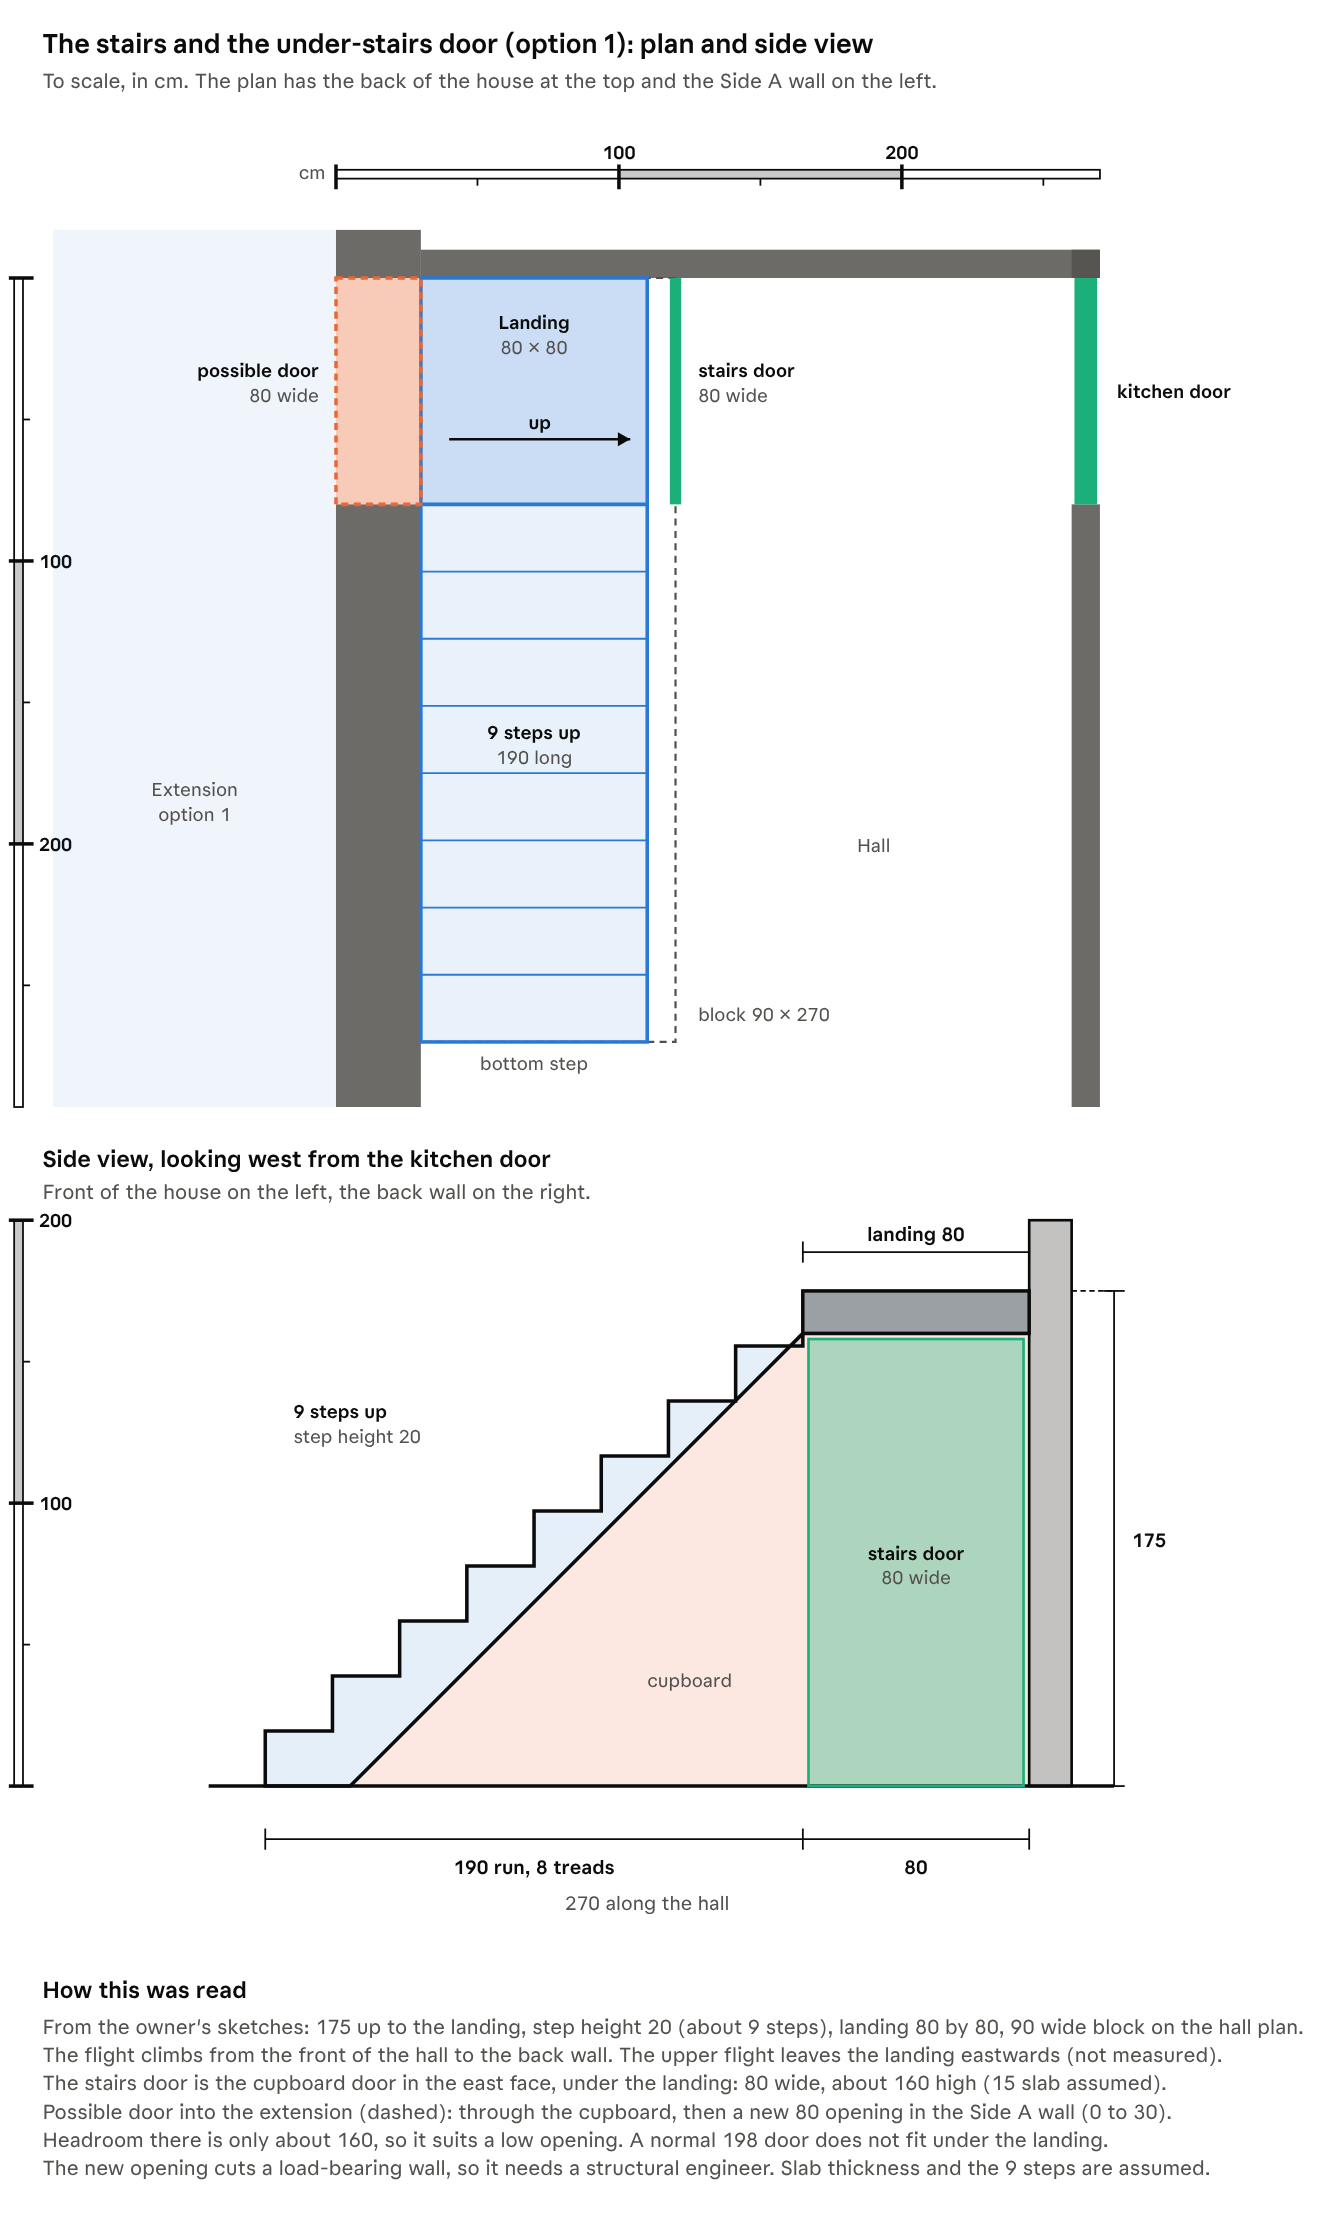 The stairs and the under-stairs door (option 1): plan and side view
To scale, in cm. The plan has the back of the house at the top and the Side A wall on the left.
100
200
cm
Landing
80 × 80
possible door
80 wide
stairs door
80 wide
kitchen door
up
100
9 steps up
190 long
Extension
option 1
200
Hall
block 90 × 270
bottom step
Side view, looking west from the kitchen door
Front of the house on the left, the back wall on the right.
200
landing 80
9 steps up
step height 20
100
175
stairs door
80 wide
cupboard
190 run, 8 treads
80
270 along the hall
How this was read
From the owner's sketches: 175 up to the landing, step height 20 (about 9 steps), landing 80 by 80, 90 wide block on the hall plan.
The flight climbs from the front of the hall to the back wall. The upper flight leaves the landing eastwards (not measured).
The stairs door is the cupboard door in the east face, under the landing: 80 wide, about 160 high (15 slab assumed).
Possible door into the extension (dashed): through the cupboard, then a new 80 opening in the Side A wall (0 to 30).
Headroom there is only about 160, so it suits a low opening. A normal 198 door does not fit under the landing.
The new opening cuts a load-bearing wall, so it needs a structural engineer. Slab thickness and the 9 steps are assumed.